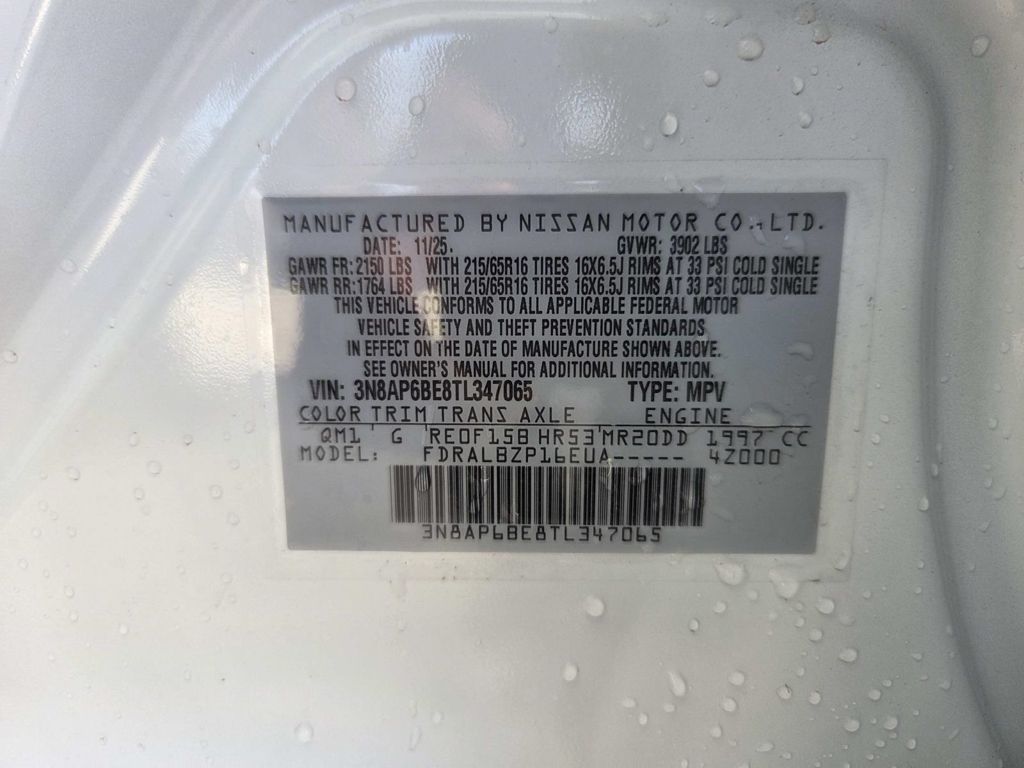 MANUFACTURED BY NISSAN MOTOR CO., LTD.
DATE: 11/25. GVWR: 3902 LBS
GAWR FR: 2150 LBS WITH 215/65R16 TIRES 16X6.5J RIMS AT 33 PSI COLD SINGLE
GAWR RR: 1764 LBS WITH 215/65R16 TIRES 16X6.5J RIMS AT 33 PSI COLD SINGLE
THIS VEHICLE CONFORMS TO ALL APPLICABLE FEDERAL MOTOR
VEHICLE SAFETY AND THEFT PREVENTION STANDARDS
IN EFFECT ON THE DATE OF MANUFACTURE SHOWN ABOVE.
SEE OWNER'S MANUAL FOR ADDITIONAL INFORMATION.
VIN: 3N8AP6BE8TL347065 TYPE: MPV
COLOR TRIM TRANS AXLE ENGINE
QM1 G RE0F15B HR53 MR20DD 1997 CC
MODEL: FDRALBZP16EUA----- 4Z000
3N8AP6BE8TL347065